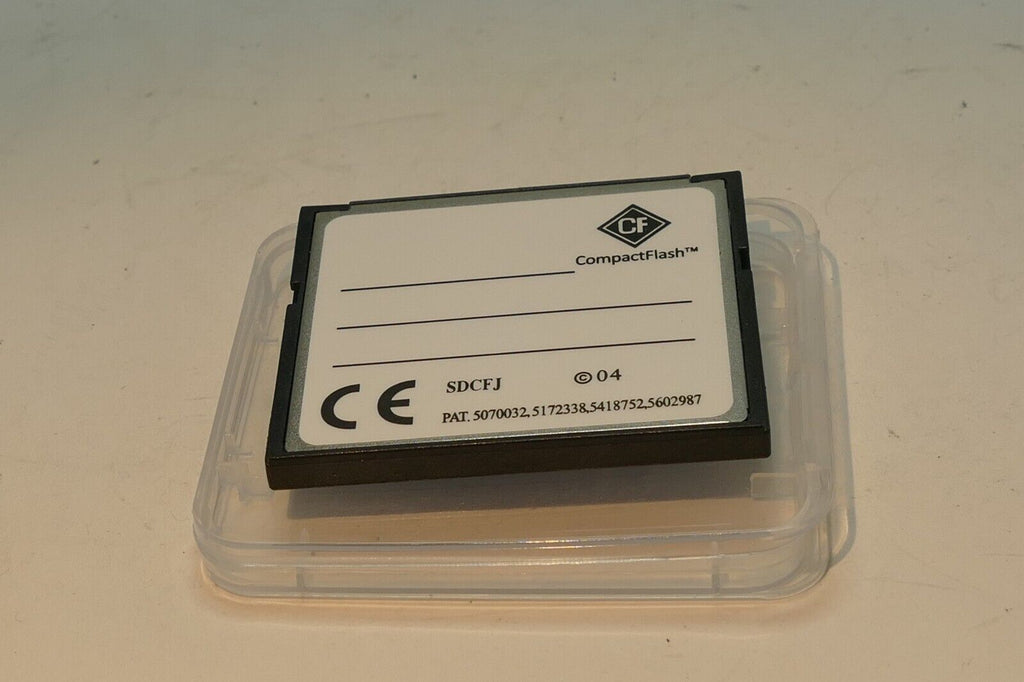 CF
CompactFlash™
SDCFJ ©04
CE PAT. 5070032,5172338,5418752,5602987